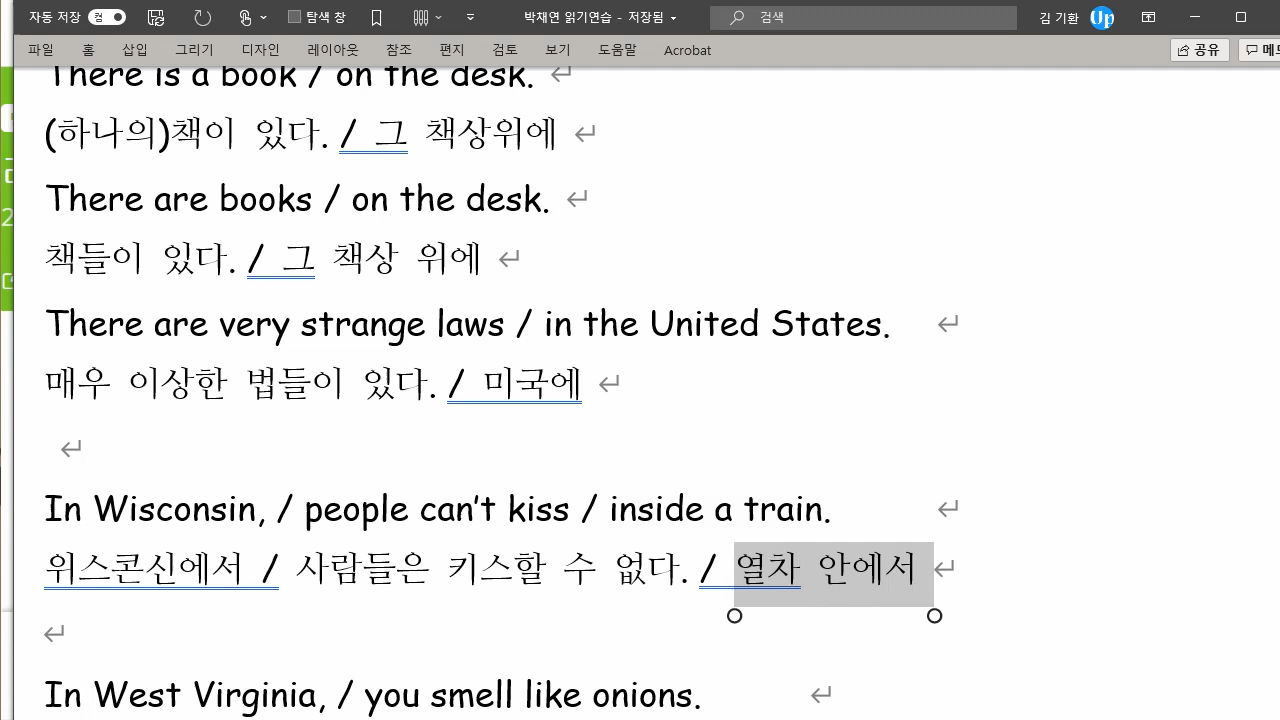 자동 저장 컴 탐색 창 박채연 읽기연습 - 저장됨 검색 김 기환 Up
파일 홈 삽입 그리기 디자인 레이아웃 참조 편지 검토 보기 도움말 Acrobat 공유
There is a book / on the desk.
(하나의)책이 있다. / 그 책상위에
There are books / on the desk.
책들이 있다. / 그 책상 위에
There are very strange laws / in the United States.
매우 이상한 법들이 있다. / 미국에
In Wisconsin, / people can't kiss / inside a train.
위스콘신에서 / 사람들은 키스할 수 없다. / 열차 안에서
In West Virginia, / you smell like onions.